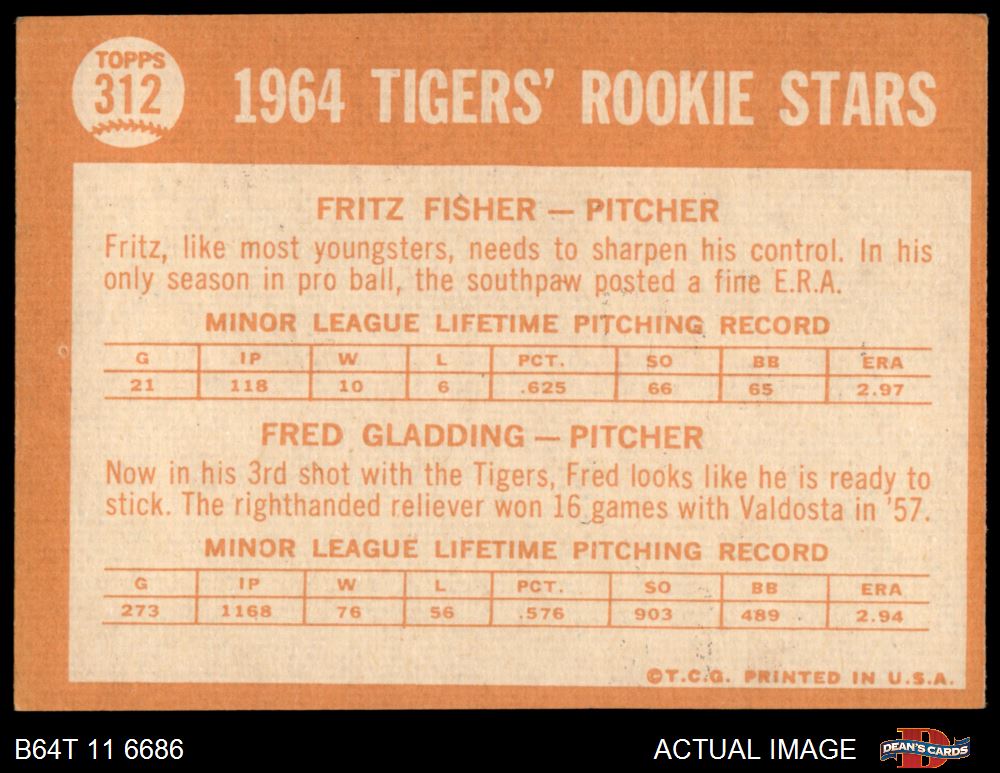 TOPPS
312
1964 TIGERS' ROOKIE STARS
FRITZ FISHER — PITCHER
Fritz, like most youngsters, needs to sharpen his control. In his
only season in pro ball, the southpaw posted a fine E.R.A.
MINOR LEAGUE LIFETIME PITCHING RECORD
G IP W L PCT. SO BB ERA
21 118 10 6 .625 66 65 2.97
FRED GLADDING — PITCHER
Now in his 3rd shot with the Tigers, Fred looks like he is ready to
stick. The righthanded reliever won 16 games with Valdosta in '57.
MINOR LEAGUE LIFETIME PITCHING RECORD
G IP W L PCT. SO BB ERA
273 1168 76 56 .576 903 489 2.94
©T.C.G. PRINTED IN U.S.A.
B64T 11 6686
ACTUAL IMAGE
DEAN'S CARDS